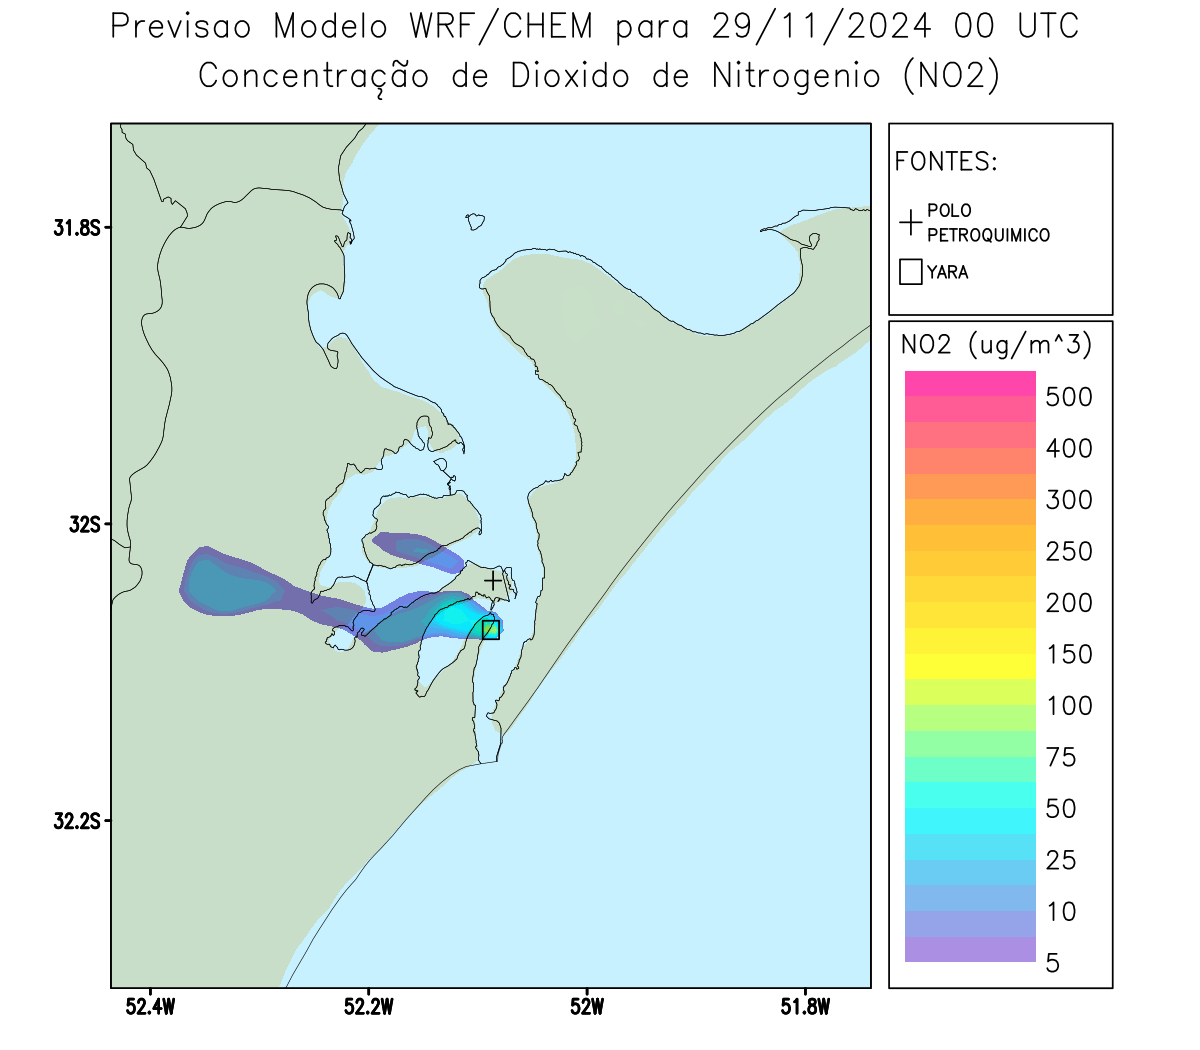 Previsao Modelo WRF/CHEM para 29/11/2024 00 UTC
Concentração de Dioxido de Nitrogenio (NO2)
FONTES:
POLO
PETROQUIMICO
YARA
NO2 (ug/m^3)
500
400
300
250
200
150
100
75
50
25
10
5
31.8S
32S
32.2S
52.4W
52.2W
52W
51.8W